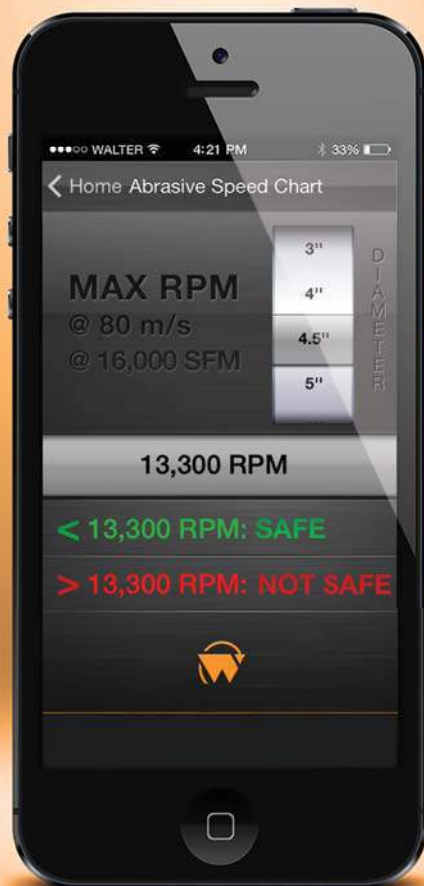 WALTER 4:21 PM 33%
Home Abrasive Speed Chart
MAX RPM
@ 80 m/s
@ 16,000 SFM
3"
4"
4.5"
5"
DIAMETER
13,300 RPM
< 13,300 RPM: SAFE
> 13,300 RPM: NOT SAFE